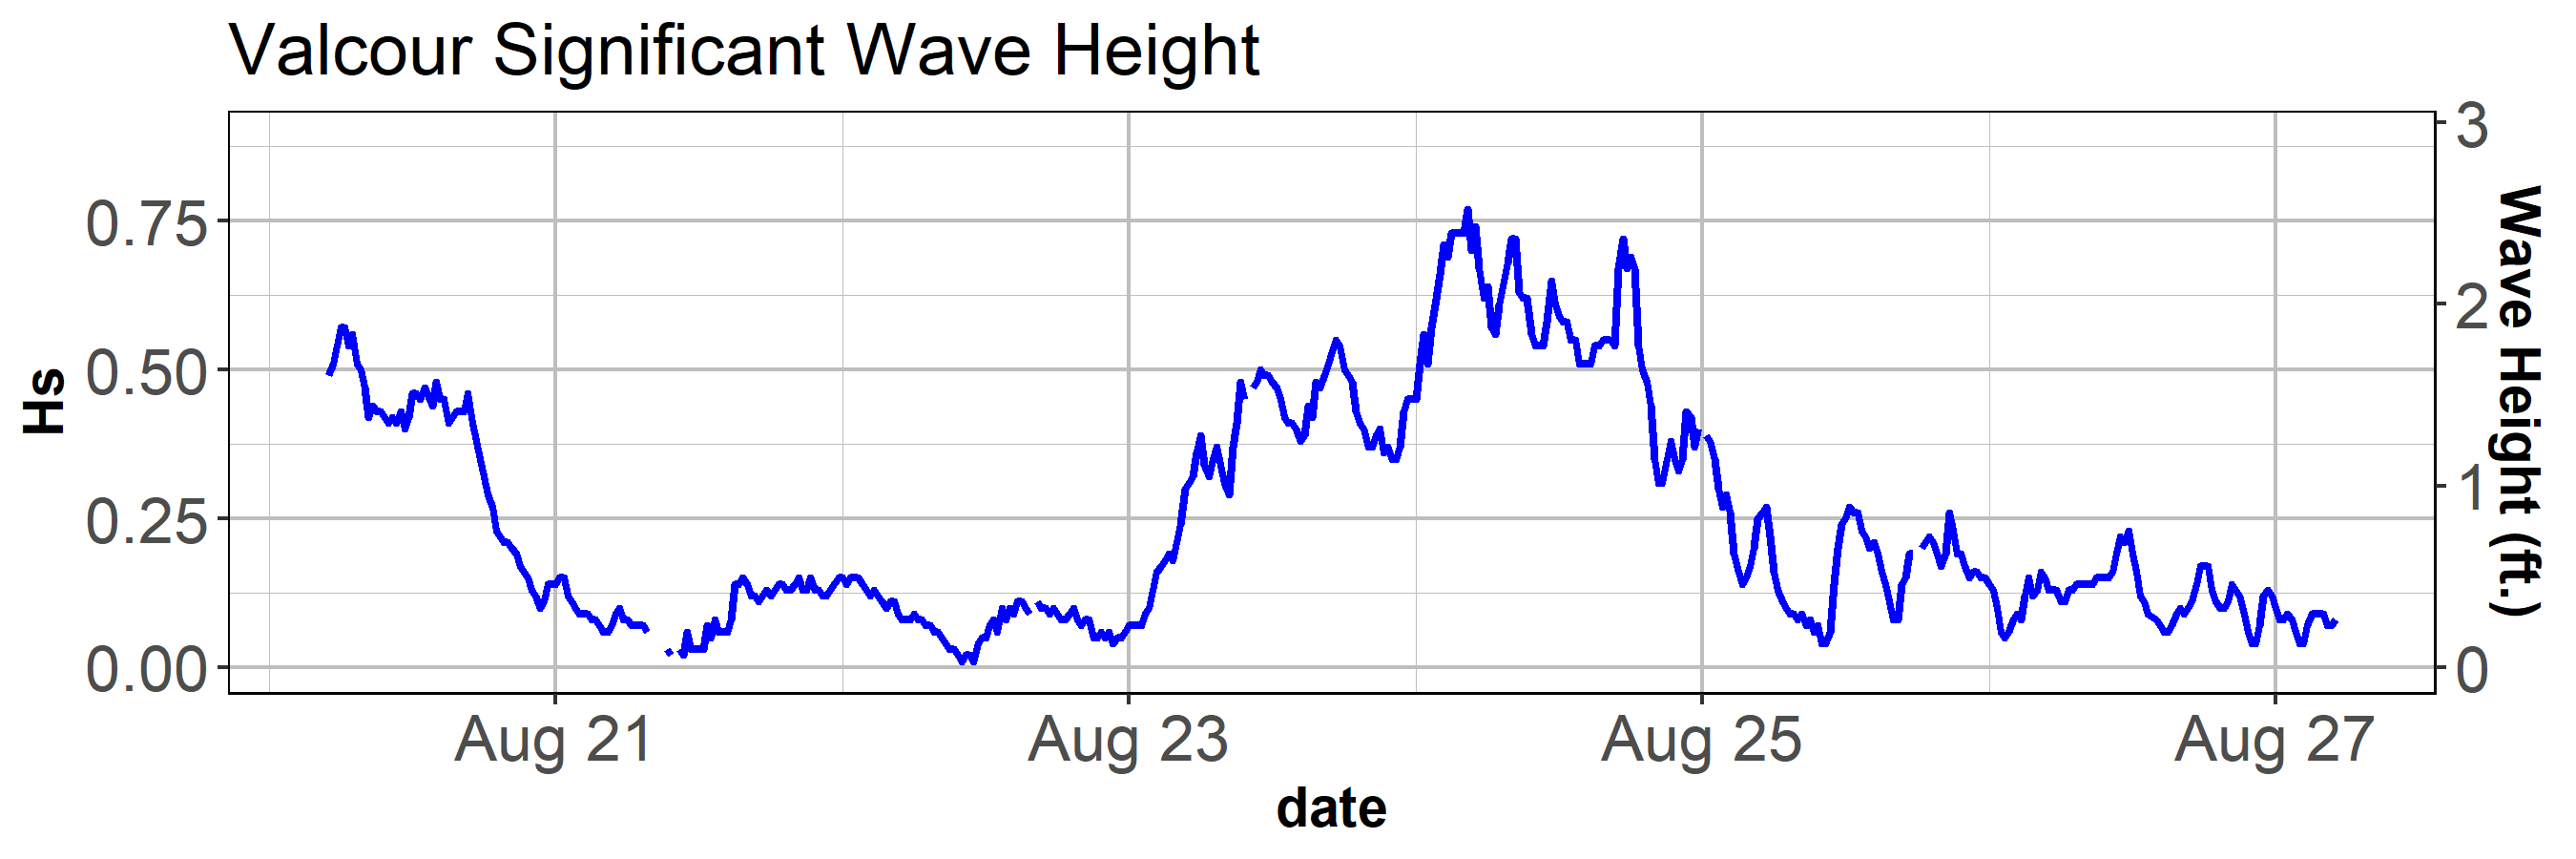 Valcour Significant Wave Height
3
0.75
2
0.50
1
0.25
0.00
0
Hs
Wave Height (ft.)
Aug 21 Aug 23 Aug 25 Aug 27
date